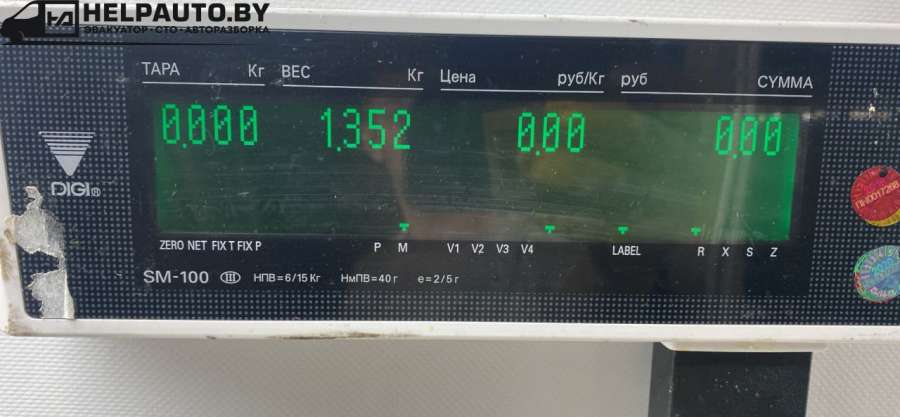 HELPAUTO.BY
ЭВАКУАТОР·СТО·АВТОРАЗБОРКА
ТАРА Кг ВЕС Кг Цена руб/Кг руб СУММА
0.000 1.352 0.00 0.00
DIGI®
ZERO NET FIX T FIX P P M V1 V2 V3 V4 LABEL R X S Z
SM-100 III НПВ=6/15 Кг НмПВ=40 г e=2/5 г